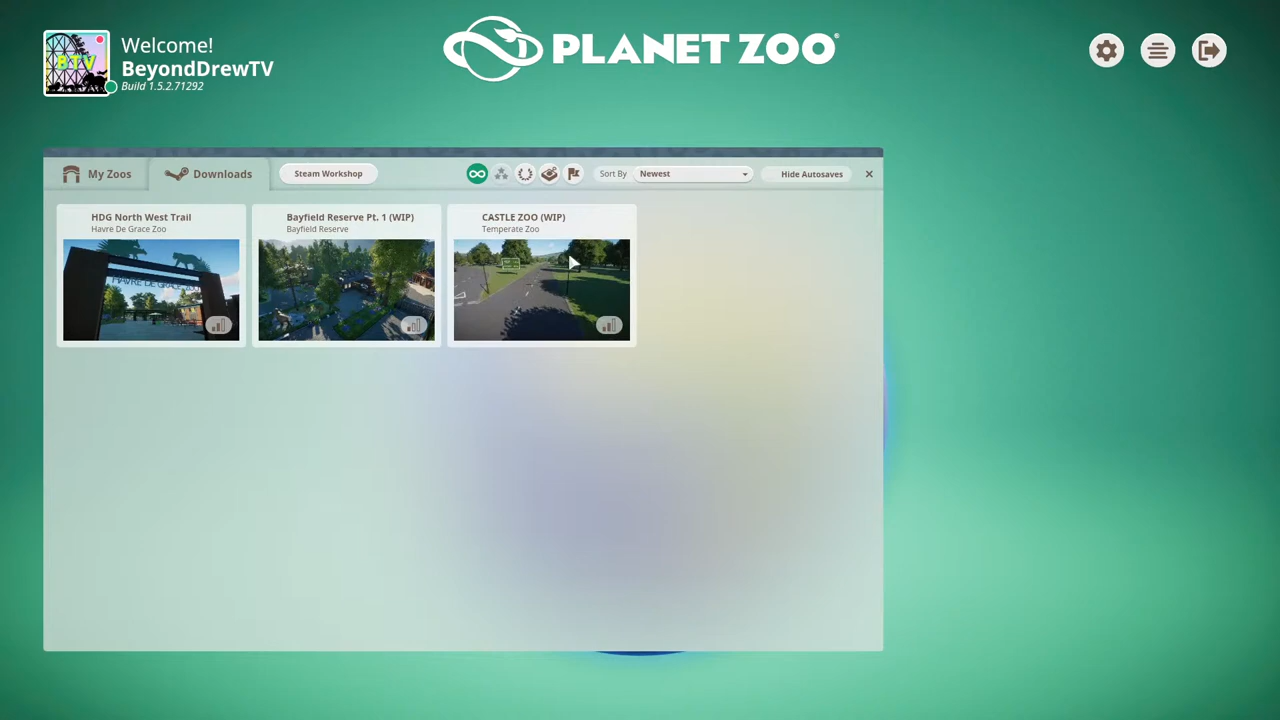 Welcome!
BeyondDrewTV
Build 1.5.2.71292
PLANET ZOO
My Zoos
Downloads
Steam Workshop
Sort By
Newest
Hide Autosaves
HDG North West Trail
Havre De Grace Zoo
Bayfield Reserve Pt. 1 (WIP)
Bayfield Reserve
CASTLE ZOO (WIP)
Temperate Zoo